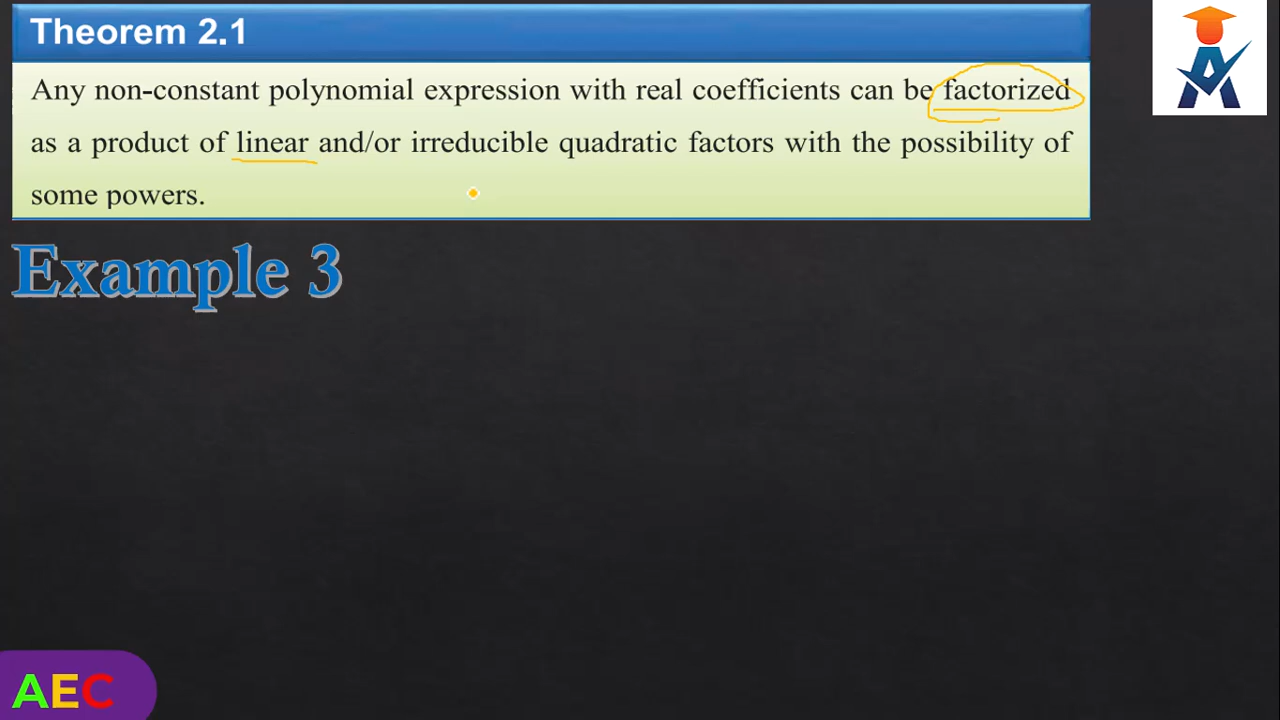 Theorem 2.1
Any non-constant polynomial expression with real coefficients can be factorized
as a product of linear and/or irreducible quadratic factors with the possibility of
some powers.
Example 3
AEC